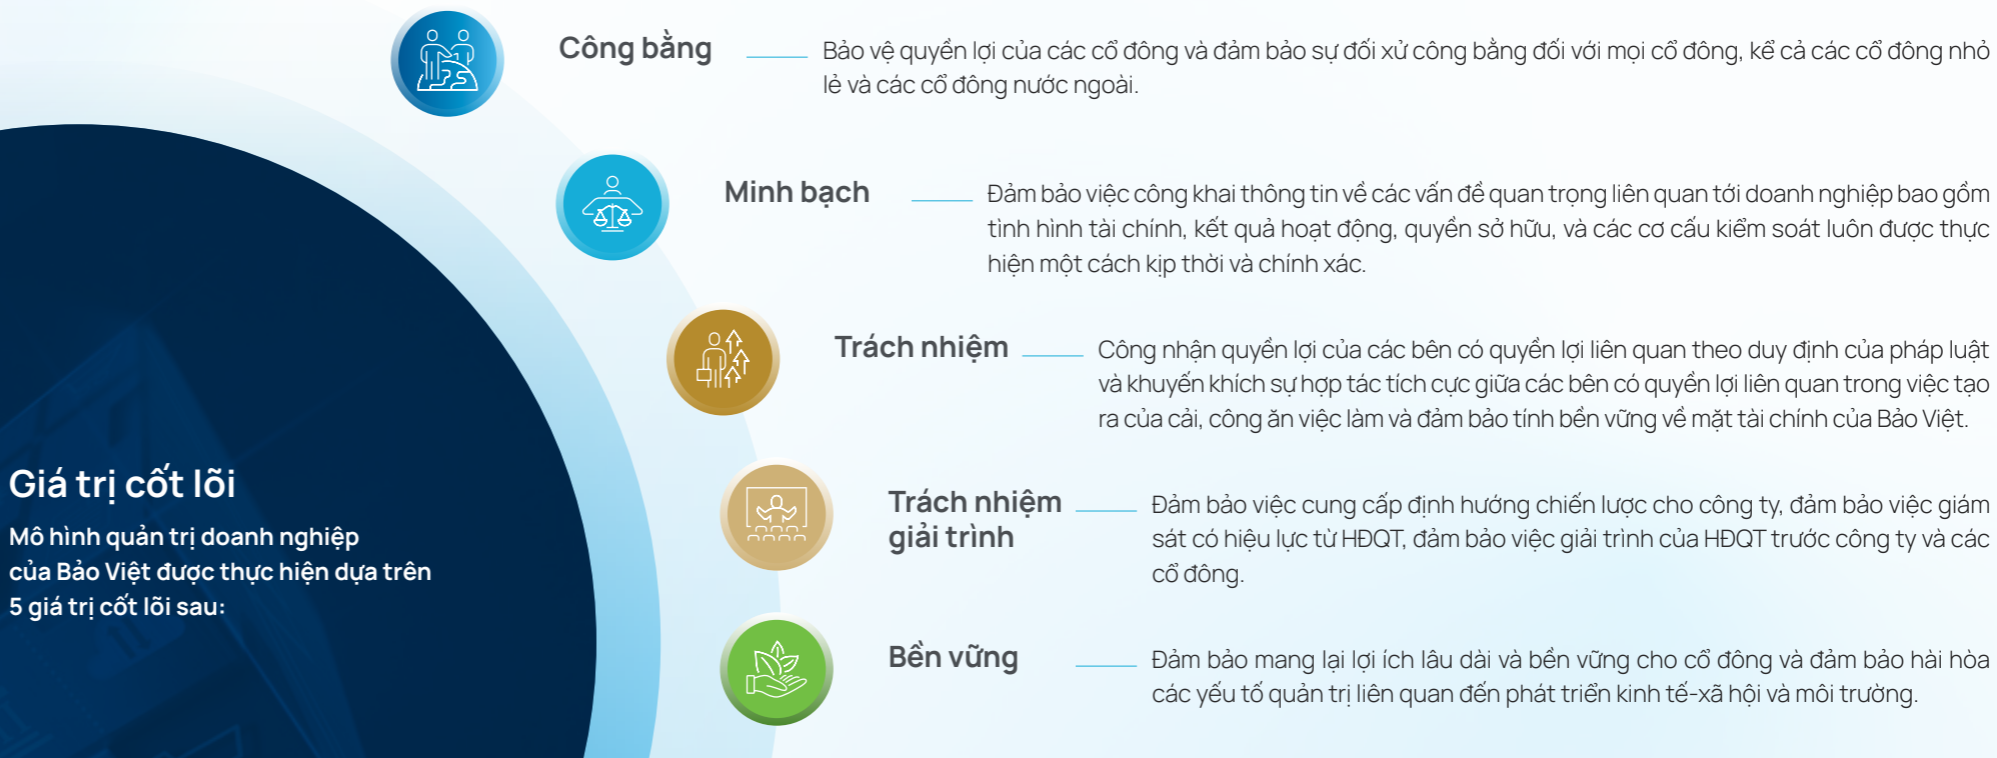 Công bằng
Bảo vệ quyền lợi của các cổ đông và đảm bảo sự đối xử công bằng đối với mọi cổ đông, kể cả các cổ đông nhỏ
lẻ và các cổ đông nước ngoài.
Minh bạch
Đảm bảo việc công khai thông tin về các vấn đề quan trọng liên quan tới doanh nghiệp bao gồm
tình hình tài chính, kết quả hoạt động, quyền sở hữu, và các cơ cấu kiểm soát luôn được thực
hiện một cách kịp thời và chính xác.
Trách nhiệm
Công nhận quyền lợi của các bên có quyền lợi liên quan theo duy định của pháp luật
và khuyến khích sự hợp tác tích cực giữa các bên có quyền lợi liên quan trong việc tạo
ra của cải, công ăn việc làm và đảm bảo tính bền vững về mặt tài chính của Bảo Việt.
Giá trị cốt lõi
Mô hình quản trị doanh nghiệp
của Bảo Việt được thực hiện dựa trên
5 giá trị cốt lõi sau:
Trách nhiệm
giải trình
Đảm bảo việc cung cấp định hướng chiến lược cho công ty, đảm bảo việc giám
sát có hiệu lực từ HĐQT, đảm bảo việc giải trình của HĐQT trước công ty và các
cổ đông.
Bền vững
Đảm bảo mang lại lợi ích lâu dài và bền vững cho cổ đông và đảm bảo hài hòa
các yếu tố quản trị liên quan đến phát triển kinh tế-xã hội và môi trường.